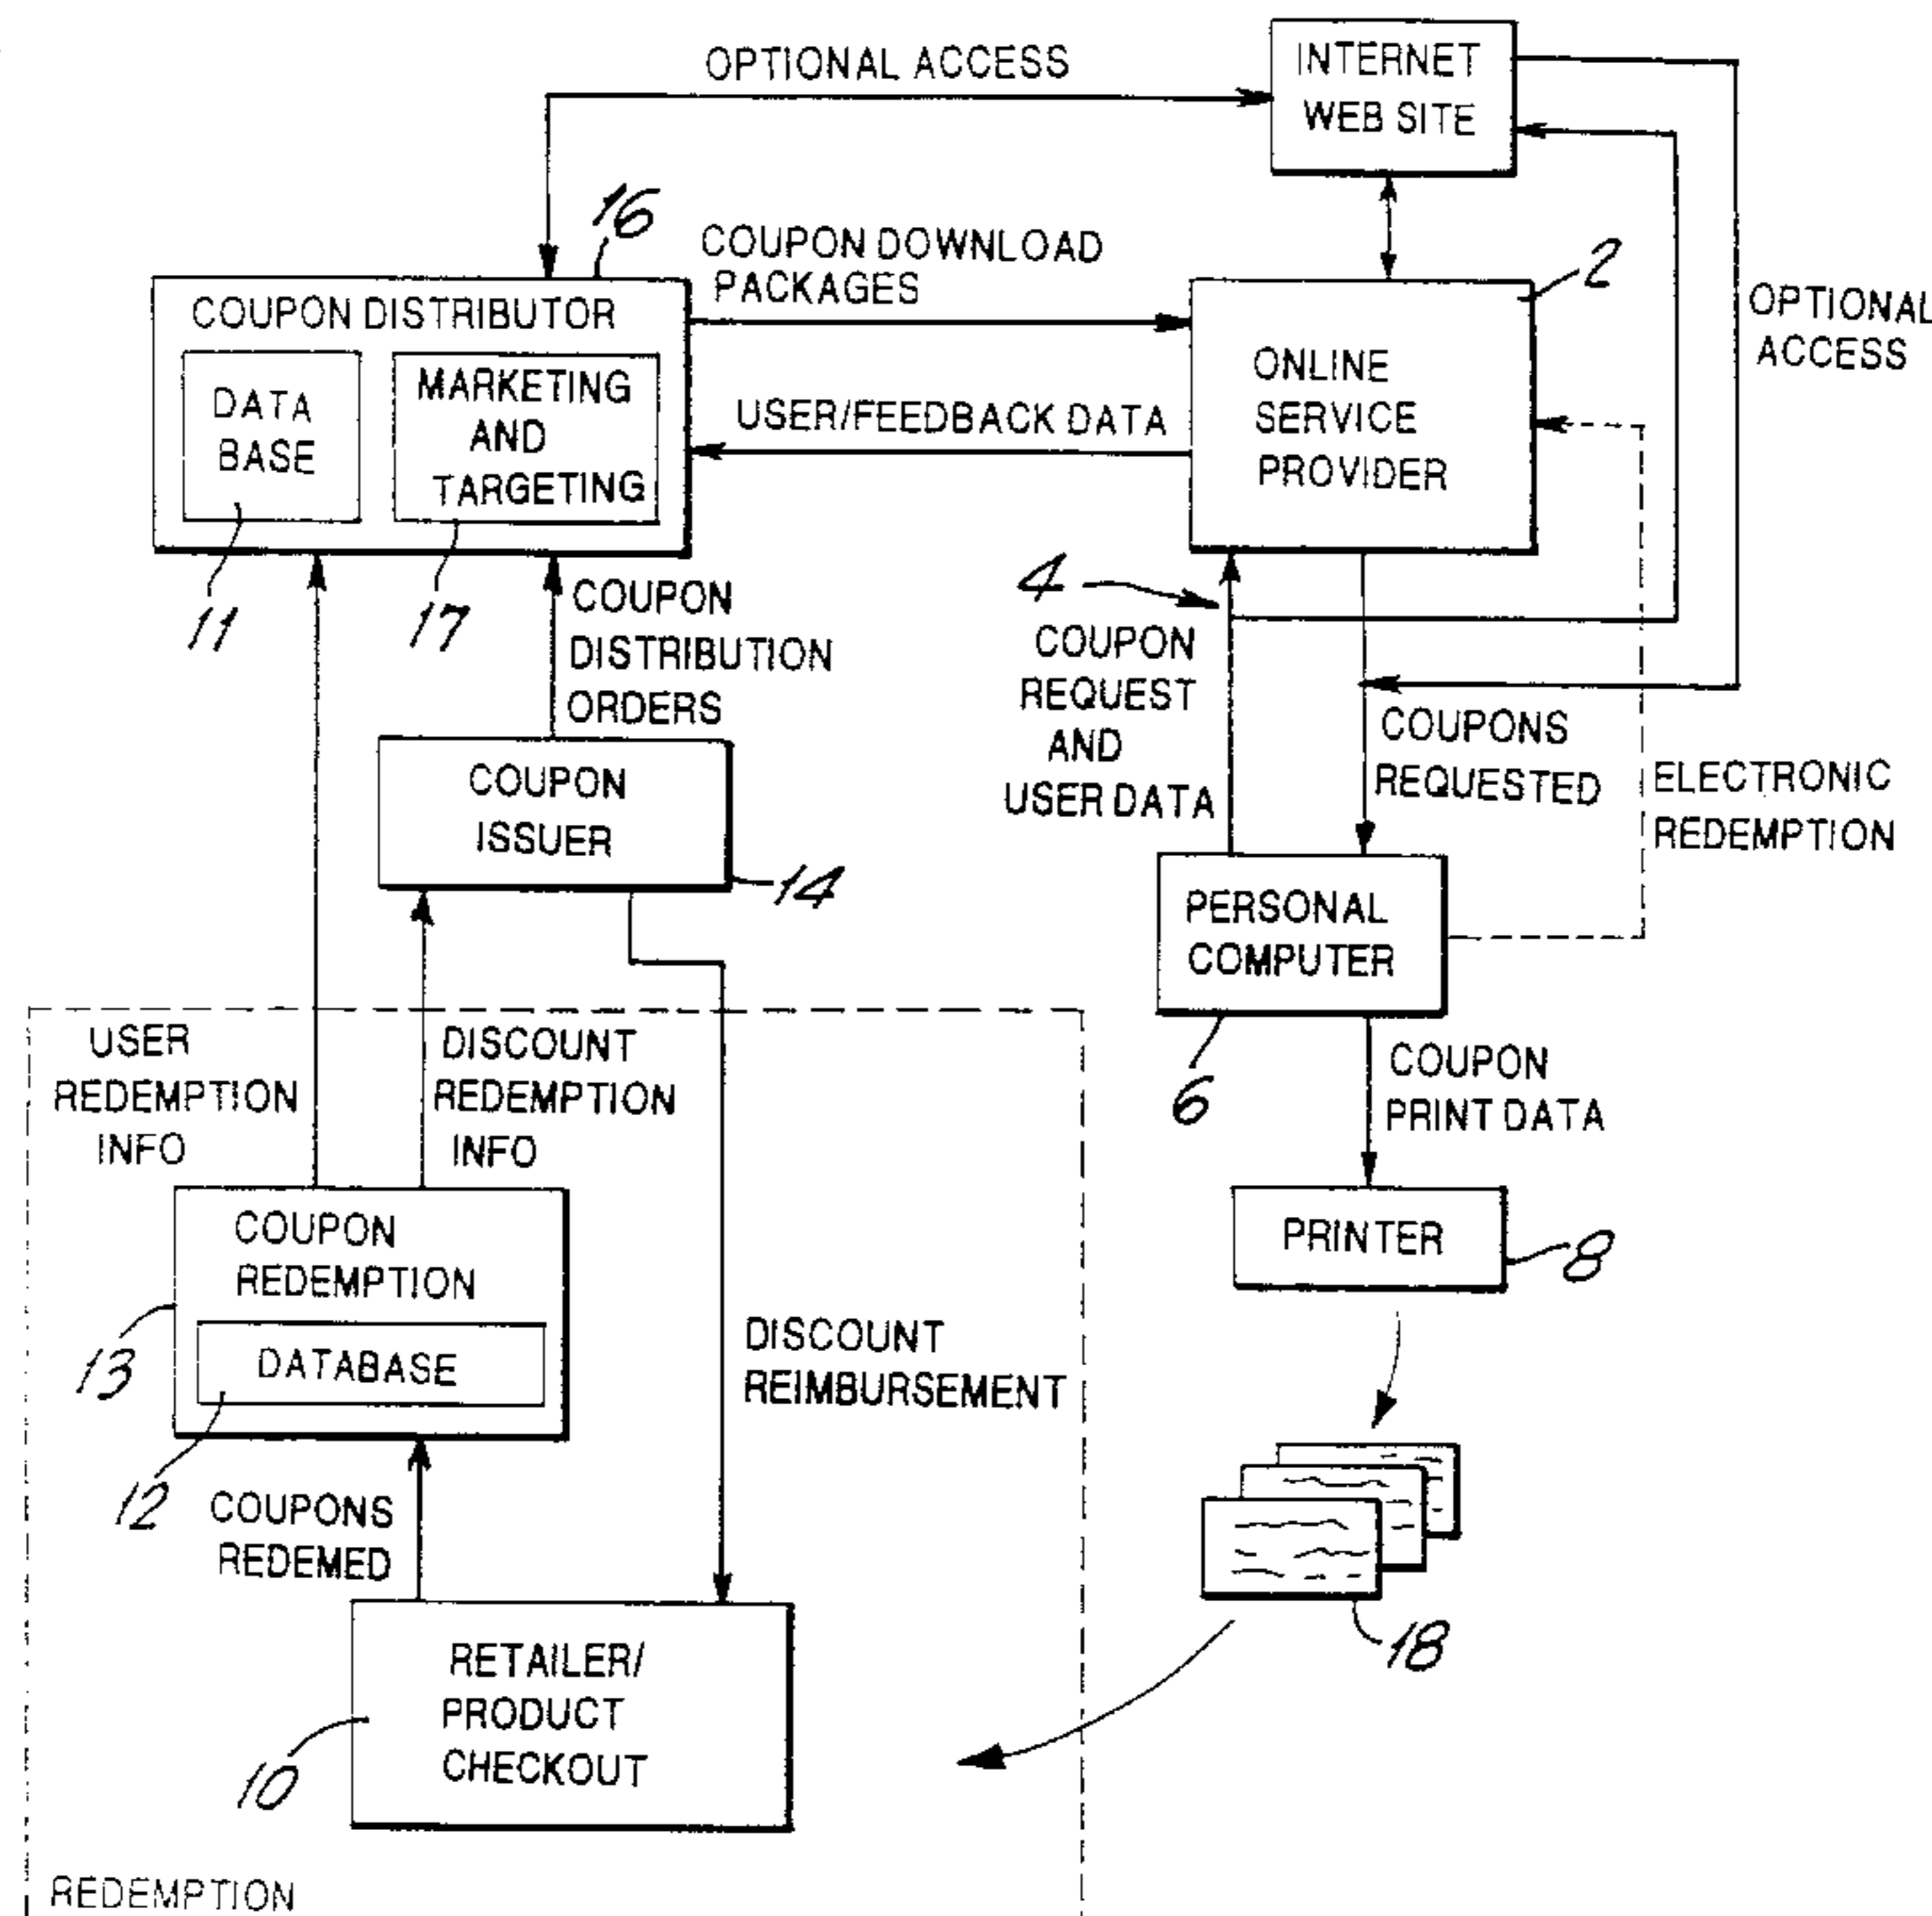 OPTIONAL ACCESS
INTERNET
WEB SITE
16
COUPON DOWNLOAD
PACKAGES
2
OPTIONAL
ACCESS
COUPON DISTRIBUTOR
DATA
BASE
MARKETING
AND
TARGETING
USER/FEEDBACK DATA
ONLINE
SERVICE
PROVIDER
11
17
COUPON
DISTRIBUTION
ORDERS
4
COUPON
REQUEST
AND
USER DATA
COUPONS
REQUESTED
ELECTRONIC
REDEMPTION
COUPON
ISSUER
14
PERSONAL
COMPUTER
6
USER
REDEMPTION
INFO
DISCOUNT
REDEMPTION
INFO
COUPON
PRINT DATA
PRINTER
8
COUPON
REDEMPTION
DATABASE
13
12
DISCOUNT
REIMBURSEMENT
COUPONS
REDEMED
18
RETAILER/
PRODUCT
CHECKOUT
10
REDEMPTION